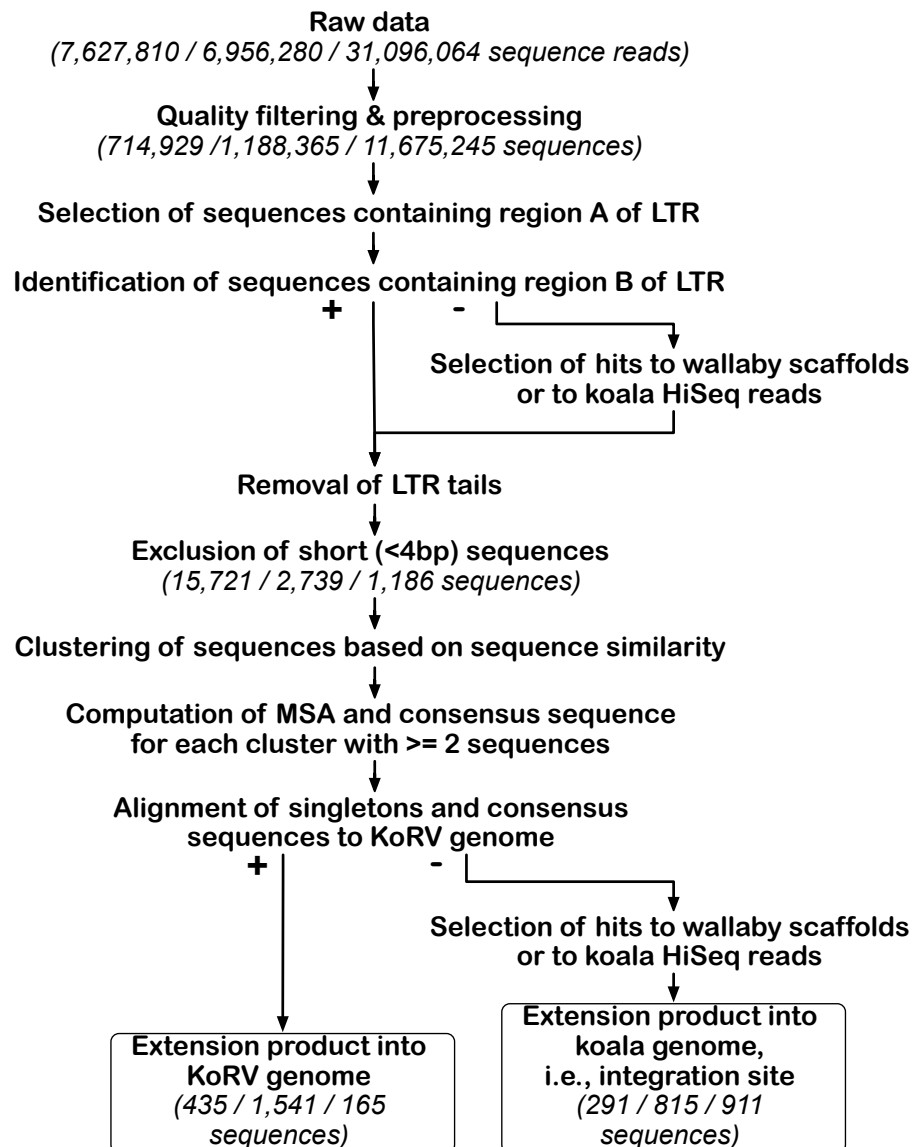 Raw data
(7,627,810 / 6,956,280 / 31,096,064 sequence reads)
Quality filtering & preprocessing
(714,929 /1,188,365 / 11,675,245 sequences)
Selection of sequences containing region A of LTR
Identification of sequences containing region B of LTR
+ -
Selection of hits to wallaby scaffolds
or to koala HiSeq reads
Removal of LTR tails
Exclusion of short (<4bp) sequences
(15,721 / 2,739 / 1,186 sequences)
Clustering of sequences based on sequence similarity
Computation of MSA and consensus sequence
for each cluster with >= 2 sequences
Alignment of singletons and consensus
sequences to KoRV genome
+ -
Selection of hits to wallaby scaffolds
or to koala HiSeq reads
Extension product into
KoRV genome
(435 / 1,541 / 165
sequences)
Extension product into
koala genome,
i.e., integration site
(291 / 815 / 911
sequences)